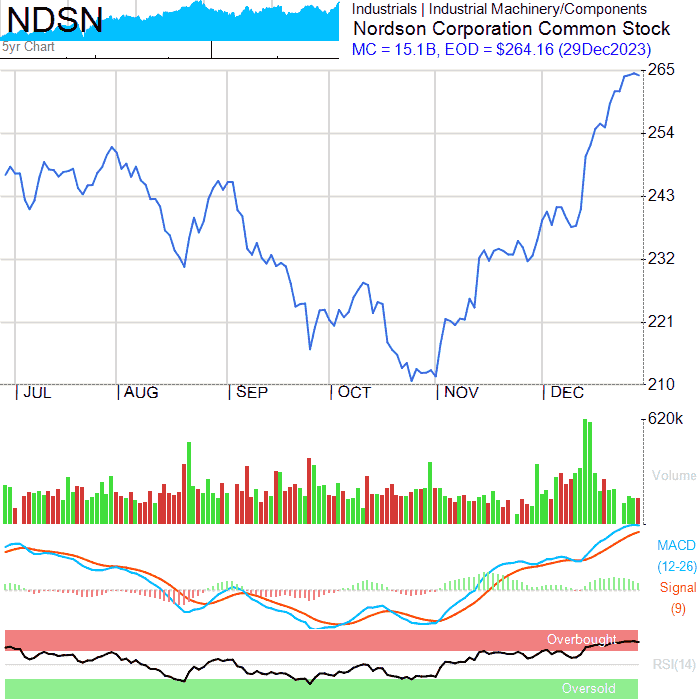 NDSN
5yr Chart
Industrials | Industrial Machinery/Components
Nordson Corporation Common Stock
MC = 15.1B, EOD = $264.16 (29Dec2023)
265
254
243
232
221
210
JUL
AUG
SEP
OCT
NOV
DEC
620k
Volume
MACD
(12-26)
Signal
(9)
Overbought
RSI(14)
Oversold